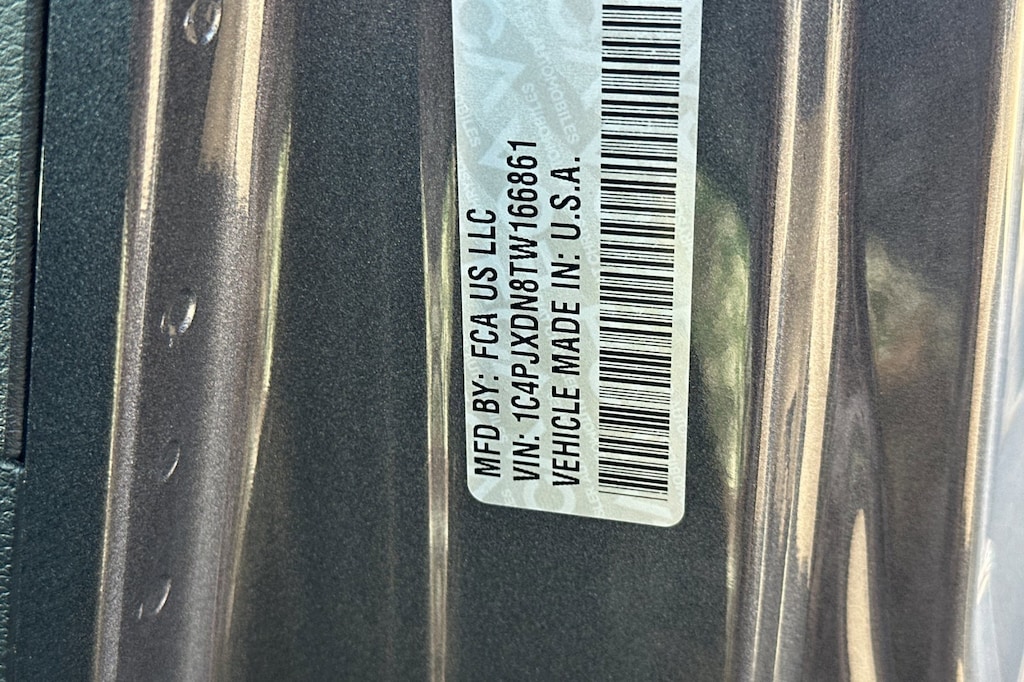 MFD BY: FCA US LLC
VIN: 1C4PJXDN8TW166861
VEHICLE MADE IN: U.S.A.